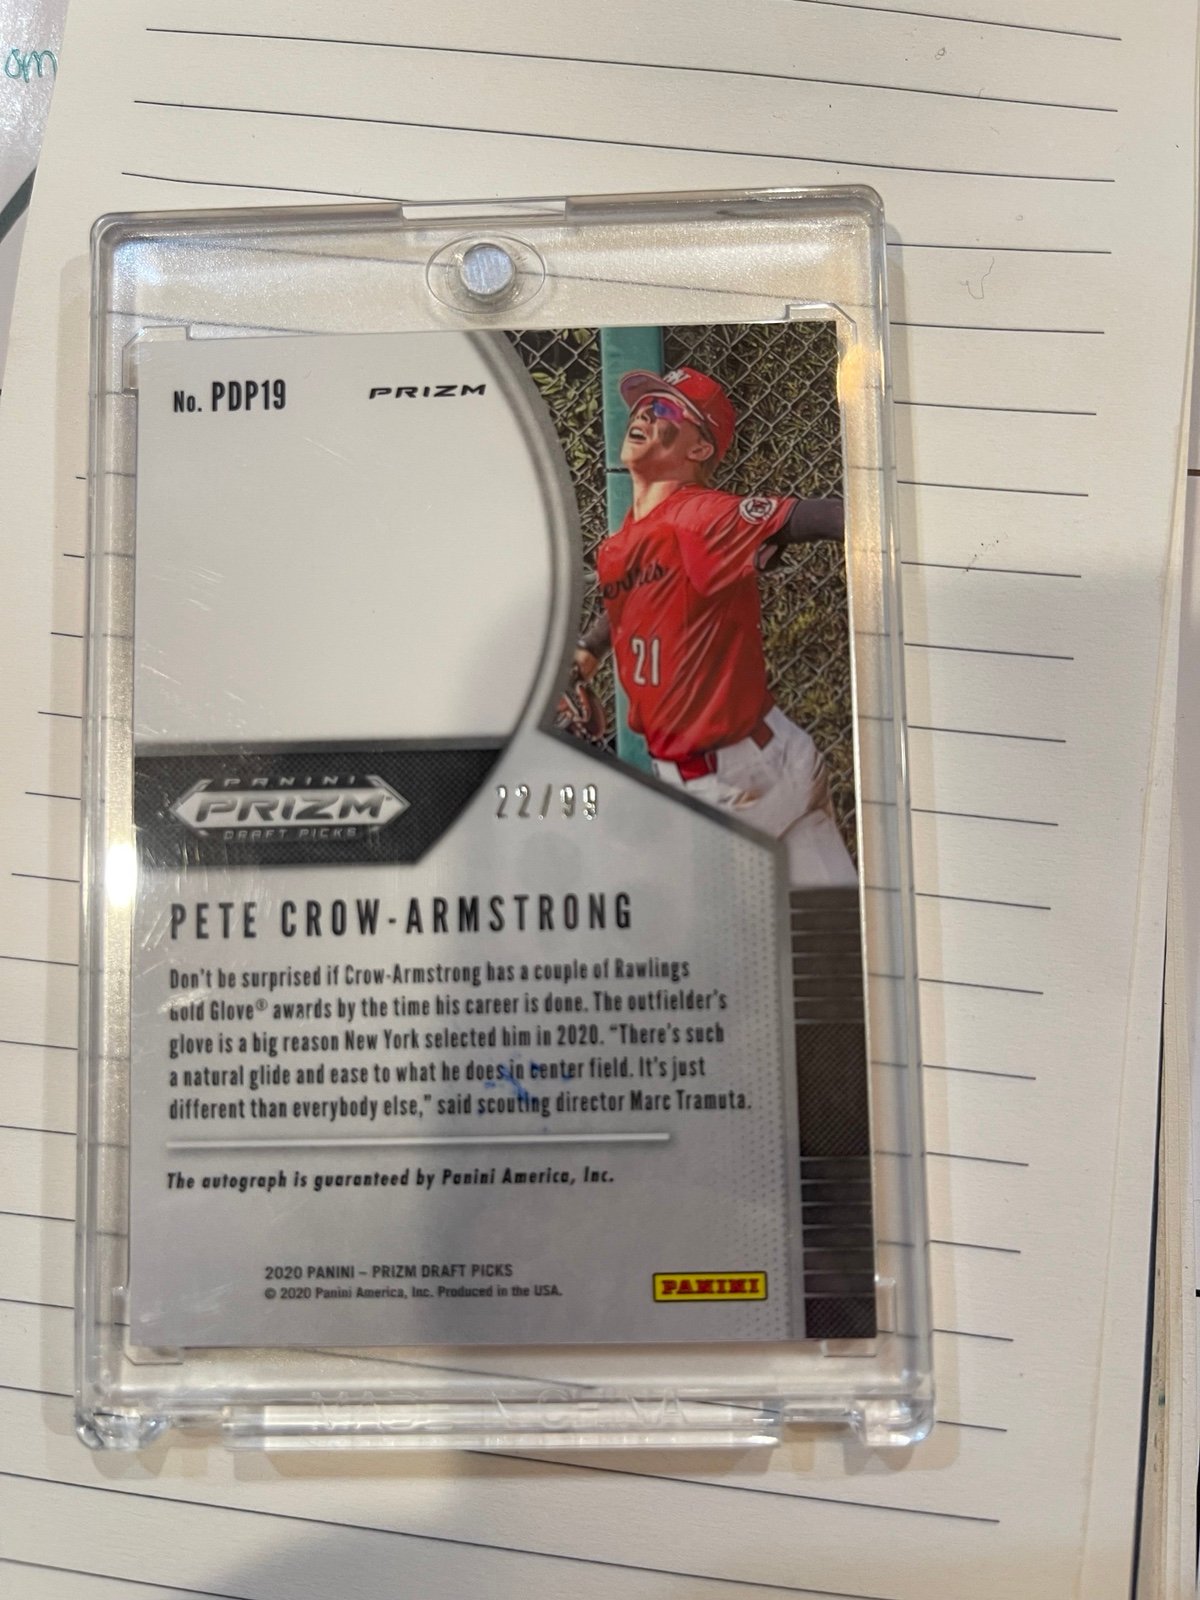 om
No. PDP19
PRIZM
21
PANINI
PRIZM
DRAFT PICKS
22/99
PETE CROW-ARMSTRONG
Don't be surprised if Crow-Armstrong has a couple of Rawlings
Gold Glove® awards by the time his career is done. The outfielder's
glove is a big reason New York selected him in 2020. “There's such
a natural glide and ease to what he does in center field. It's just
different than everybody else,” said scouting director Marc Tramuta.
The autograph is guaranteed by Panini America, Inc.
2020 PANINI – PRIZM DRAFT PICKS
© 2020 Panini America, Inc. Produced in the USA.
PANINI
MADE IN CHINA